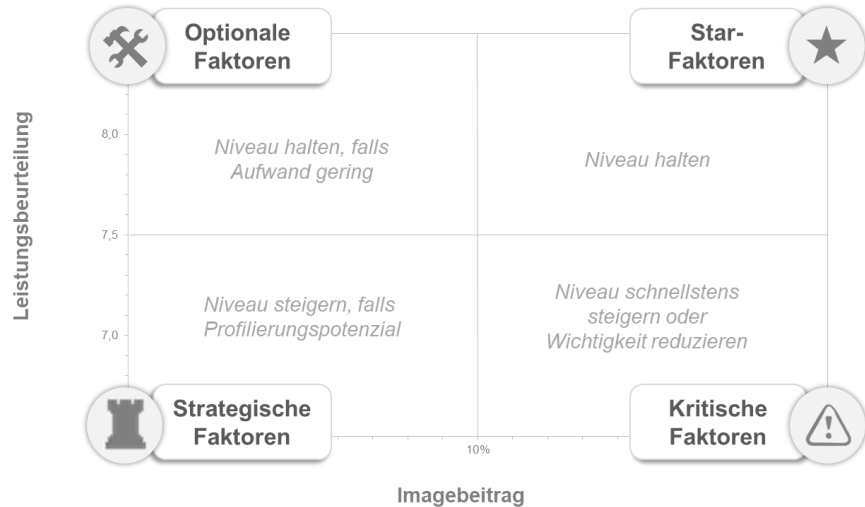 Optionale
Faktoren
Star-
Faktoren
Leistungsbeurteilung
8,0
Niveau halten, falls
Aufwand gering
Niveau halten
7,5
Niveau steigern, falls
Profilierungspotenzial
Niveau schnellstens
steigern oder
Wichtigkeit reduzieren
7,0
Strategische
Faktoren
Kritische
Faktoren
10%
Imagebeitrag